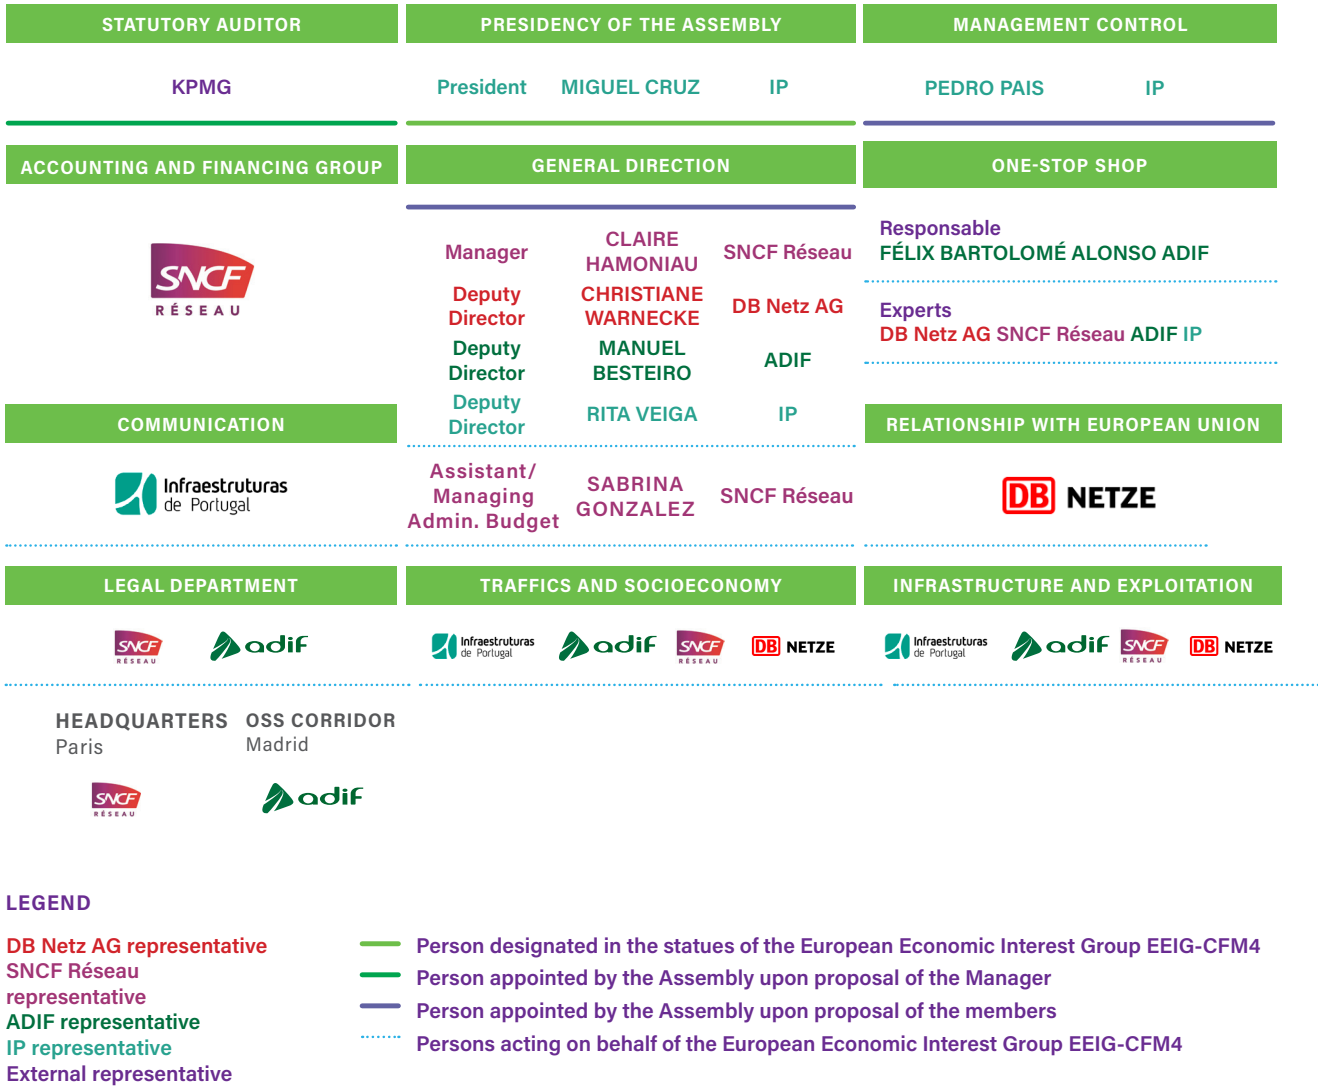 STATUTORY AUDITOR
KPMG
PRESIDENCY OF THE ASSEMBLY
President MIGUEL CRUZ IP
MANAGEMENT CONTROL
PEDRO PAIS IP
ACCOUNTING AND FINANCING GROUP
SNCF
RÉSEAU
GENERAL DIRECTION
Manager CLAIRE HAMONIAU SNCF Réseau
Deputy Director CHRISTIANE WARNECKE DB Netz AG
Deputy Director MANUEL BESTEIRO ADIF
Deputy Director RITA VEIGA IP
Assistant/ Managing Admin. Budget SABRINA GONZALEZ SNCF Réseau
ONE-STOP SHOP
Responsable
FÉLIX BARTOLOMÉ ALONSO ADIF
Experts
DB Netz AG SNCF Réseau ADIF IP
COMMUNICATION
Infraestruturas
de Portugal
RELATIONSHIP WITH EUROPEAN UNION
DB NETZE
LEGAL DEPARTMENT
SNCF
RÉSEAU
adif
TRAFFICS AND SOCIOECONOMY
Infraestruturas
de Portugal
adif
SNCF
RÉSEAU
DB NETZE
INFRASTRUCTURE AND EXPLOITATION
Infraestruturas
de Portugal
adif
SNCF
RÉSEAU
DB NETZE
HEADQUARTERS
Paris
SNCF
RÉSEAU
OSS CORRIDOR
Madrid
adif
LEGEND
DB Netz AG representative
SNCF Réseau
representative
ADIF representative
IP representative
External representative
Person designated in the statues of the European Economic Interest Group EEIG-CFM4
Person appointed by the Assembly upon proposal of the Manager
Person appointed by the Assembly upon proposal of the members
Persons acting on behalf of the European Economic Interest Group EEIG-CFM4